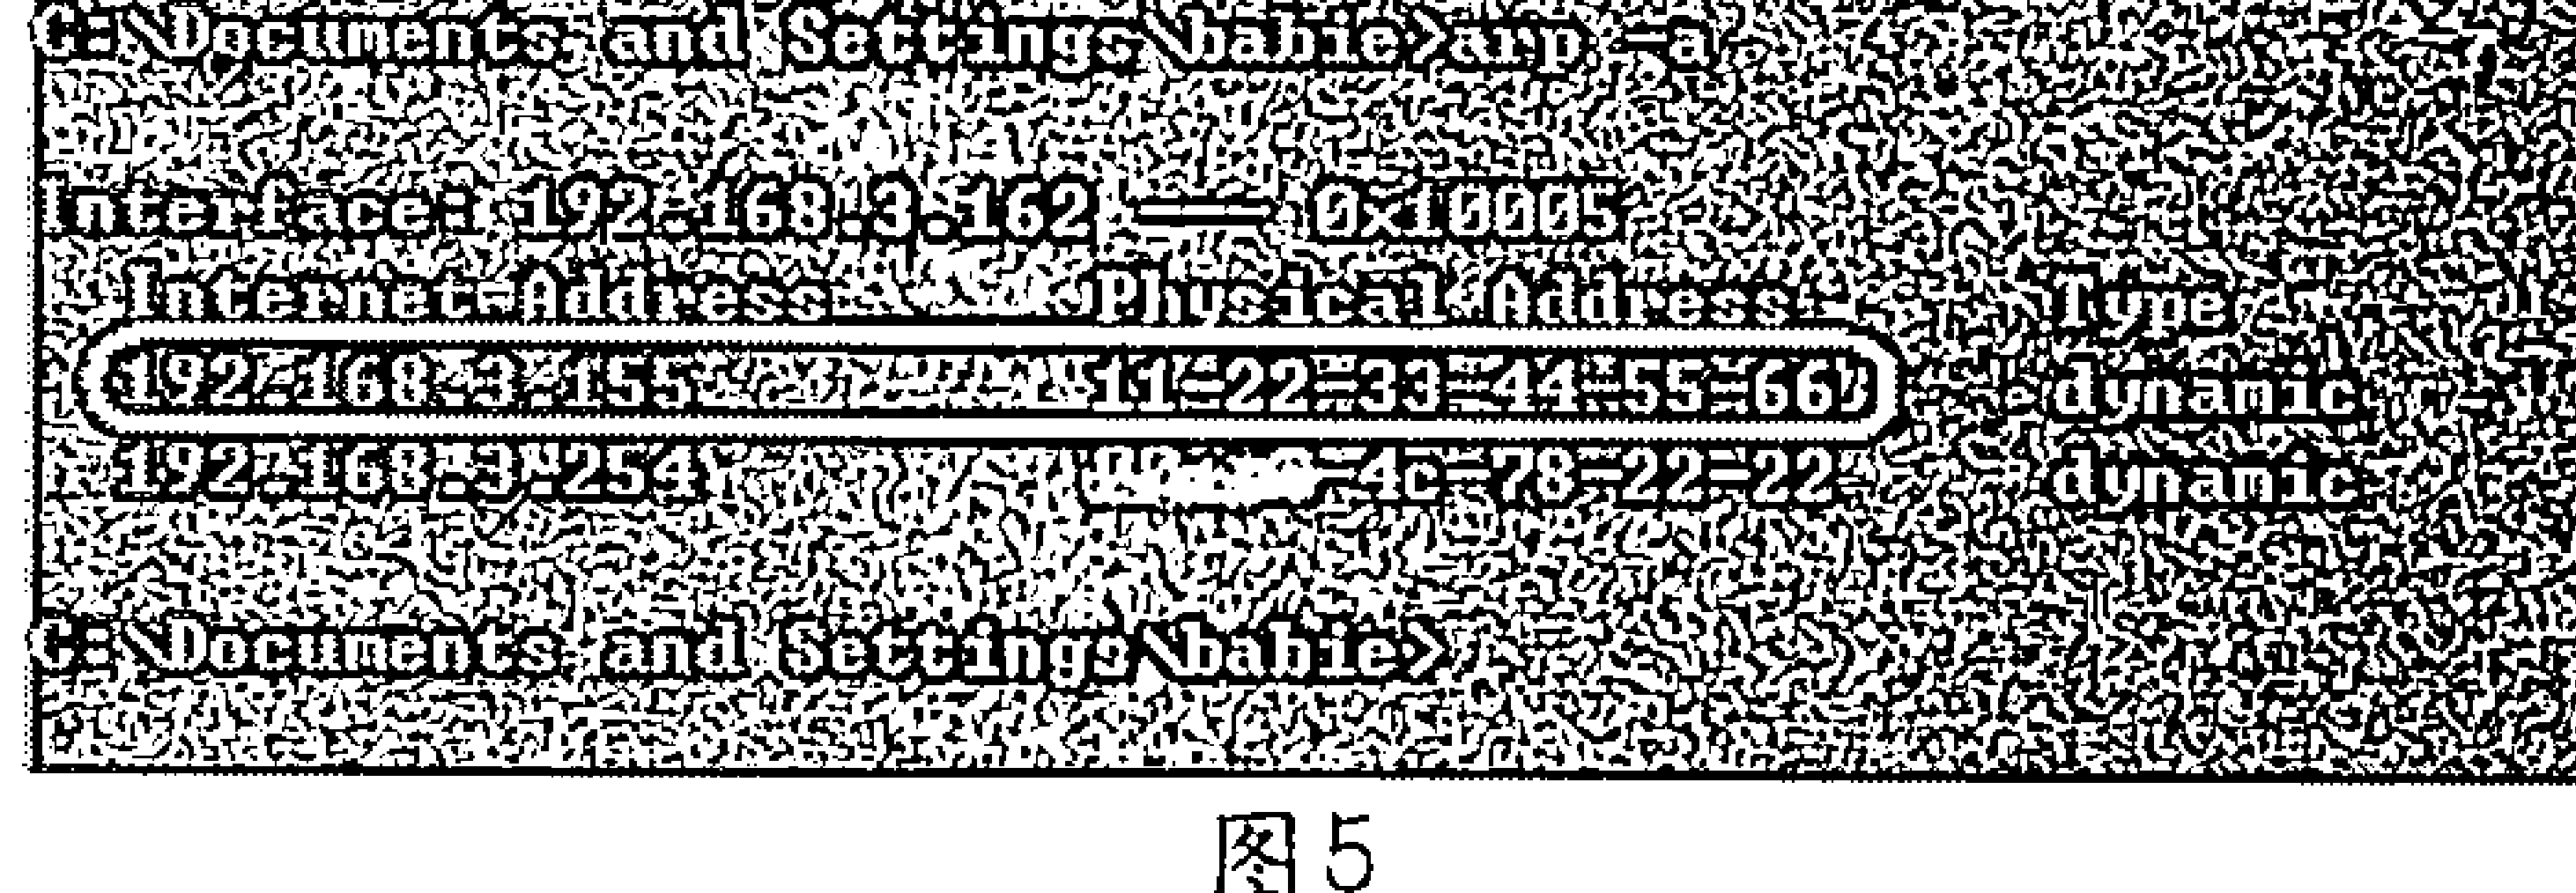 C:\Documents and Settings\babie>arp -a
Interface: 192.168.3.162 --- 0x10005
Internet Address Physical Address Type
192.168.3.155 11-22-33-44-55-66 dynamic
192.168.3.254 4c-78-22-22 dynamic
C:\Documents and Settings\babie>
图5